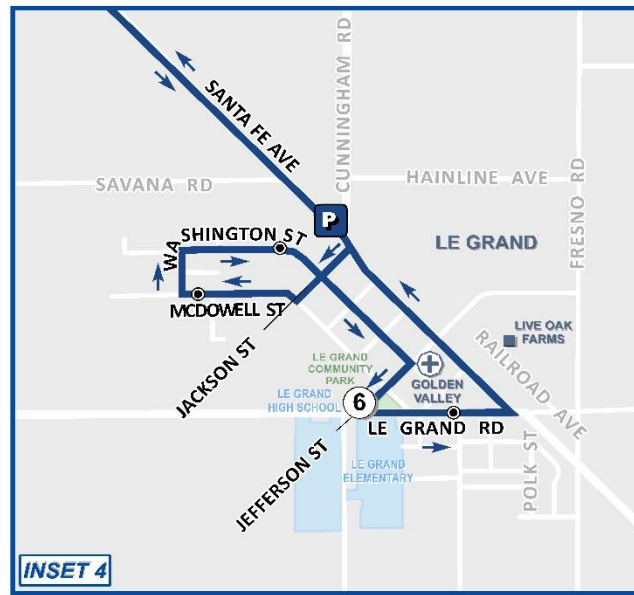 CUNNINGHAM RD
SANTA FE AVE
SAVANA RD
HAINLINE AVE
FRESNO RD
P
WASHINGTON ST
LE GRAND
MCDOWELL ST
LIVE OAK
FARMS
RAILROAD AVE
JACKSON ST
LE GRAND
COMMUNITY
PARK
GOLDEN
VALLEY
LE GRAND
HIGH SCHOOL
6
LE GRAND RD
JEFFERSON ST
LE GRAND
ELEMENTARY
POLK ST
INSET 4